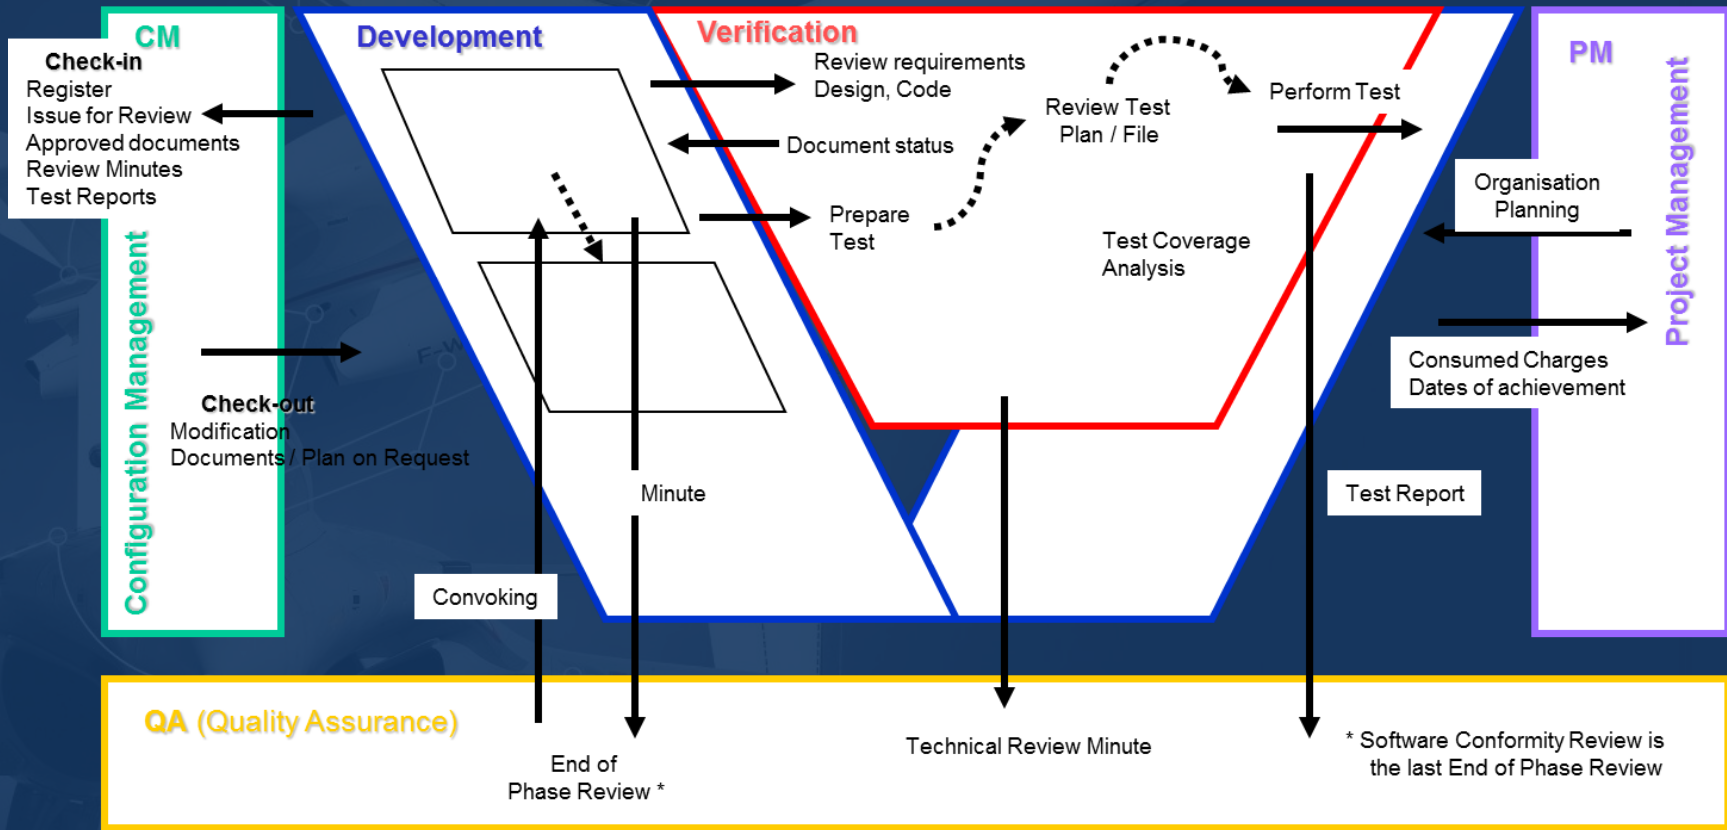 CM
Check-in
Register
Issue for Review
Approved documents
Review Minutes
Test Reports
Configuration Management
Check-out
Modification
Documents / Plan on Request
Development
Verification
Review requirements
Design, Code
Document status
Prepare
Test
Review Test
Plan / File
Perform Test
Test Coverage
Analysis
PM
Project Management
Organisation
Planning
Consumed Charges
Dates of achievement
Minute
Convoking
Test Report
QA (Quality Assurance)
End of
Phase Review *
Technical Review Minute
* Software Conformity Review is
the last End of Phase Review